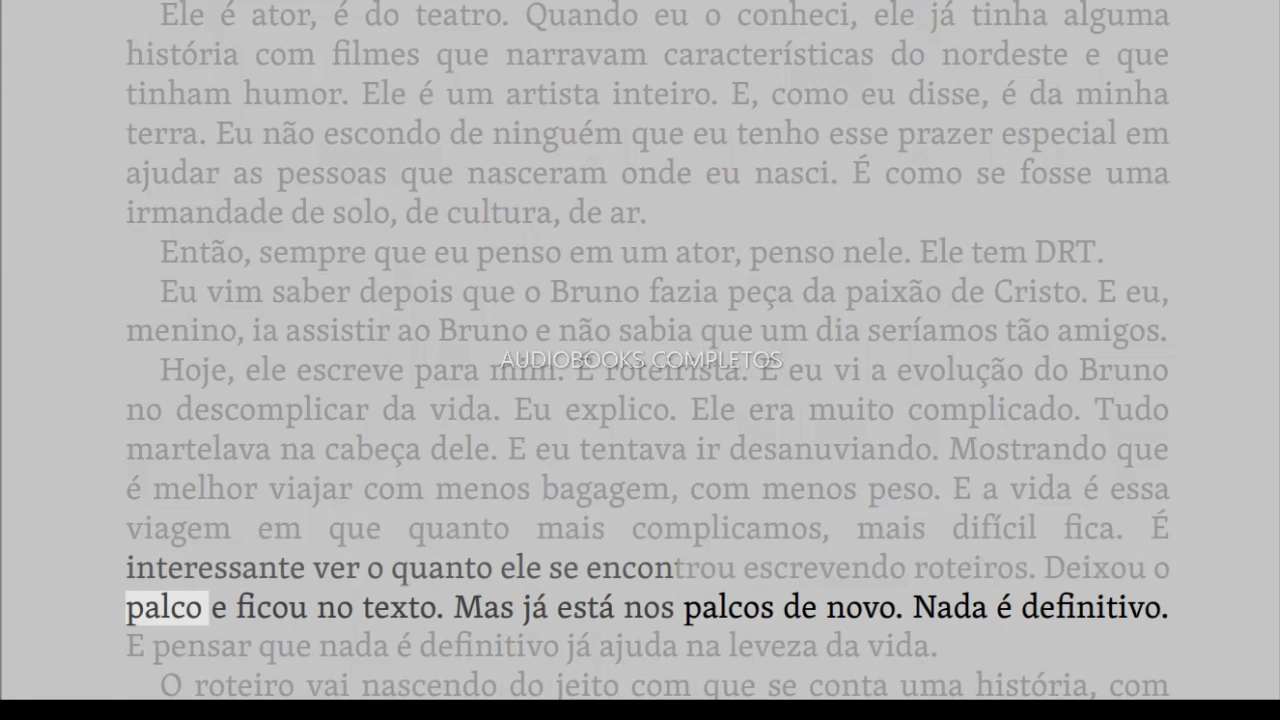 Ele é ator, é do teatro. Quando eu o conheci, ele já tinha alguma
história com filmes que narravam características do nordeste e que
tinham humor. Ele é um artista inteiro. E, como eu disse, é da minha
terra. Eu não escondo de ninguém que eu tenho esse prazer especial em
ajudar as pessoas que nasceram onde eu nasci. É como se fosse uma
irmandade de solo, de cultura, de ar.
Então, sempre que eu penso em um ator, penso nele. Ele tem DRT.
Eu vim saber depois que o Bruno fazia peça da paixão de Cristo. E eu,
menino, ia assistir ao Bruno e não sabia que um dia seríamos tão amigos.
AUDIOBOOKS COMPLETOS
Hoje, ele escreve para mim. É roteirista. E eu vi a evolução do Bruno
no descomplicar da vida. Eu explico. Ele era muito complicado. Tudo
martelava na cabeça dele. E eu tentava ir desanuviando. Mostrando que
é melhor viajar com menos bagagem, com menos peso. E a vida é essa
viagem em que quanto mais complicamos, mais difícil fica. É
interessante ver o quanto ele se encontrou escrevendo roteiros. Deixou o
palco e ficou no texto. Mas já está nos palcos de novo. Nada é definitivo.
E pensar que nada é definitivo já ajuda na leveza da vida.
O roteiro vai nascendo do jeito com que se conta uma história, com